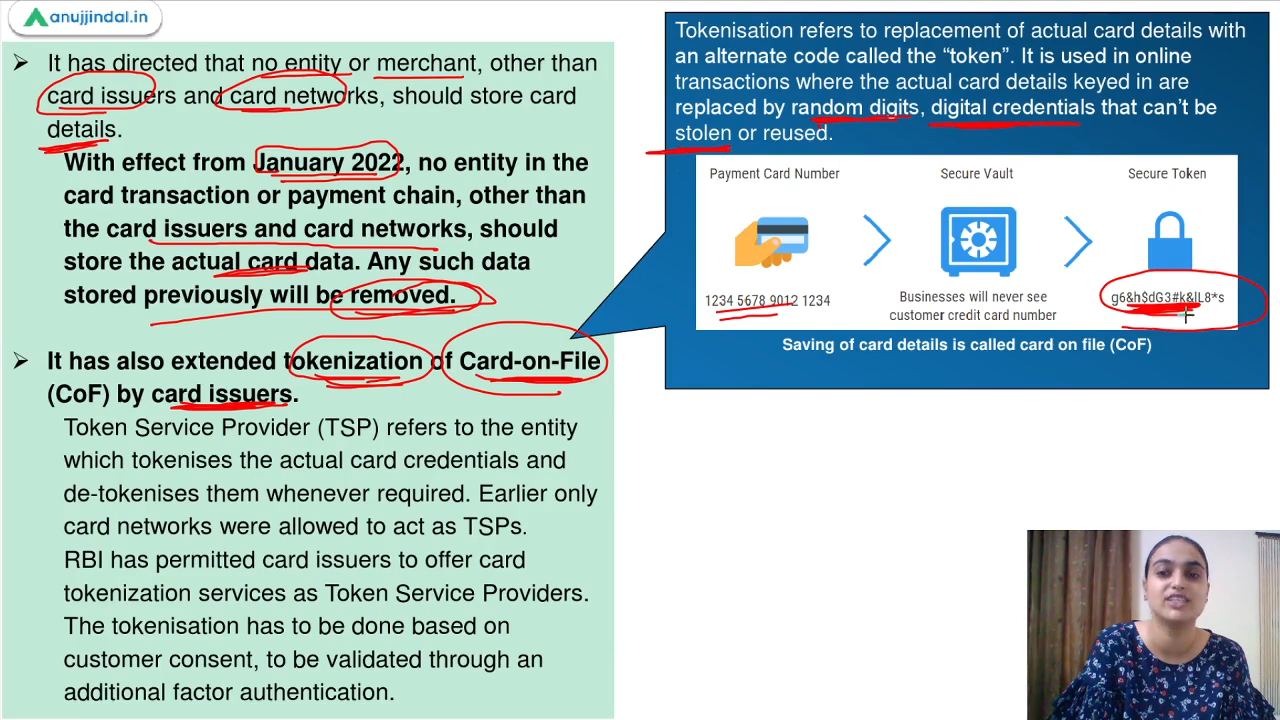 anujjindal.in
➢ It has directed that no entity or merchant, other than
card issuers and card networks, should store card
details.
With effect from January 2022, no entity in the
card transaction or payment chain, other than
the card issuers and card networks, should
store the actual card data. Any such data
stored previously will be removed.
➢ It has also extended tokenization of Card-on-File
(CoF) by card issuers.
Token Service Provider (TSP) refers to the entity
which tokenises the actual card credentials and
de-tokenises them whenever required. Earlier only
card networks were allowed to act as TSPs.
RBI has permitted card issuers to offer card
tokenization services as Token Service Providers.
The tokenisation has to be done based on
customer consent, to be validated through an
additional factor authentication.
Tokenisation refers to replacement of actual card details with
an alternate code called the “token”. It is used in online
transactions where the actual card details keyed in are
replaced by random digits, digital credentials that can’t be
stolen or reused.
Payment Card Number
1234 5678 9012 1234
Secure Vault
Businesses will never see
customer credit card number
Secure Token
g6&h$dG3#k&lL8*s
Saving of card details is called card on file (CoF)